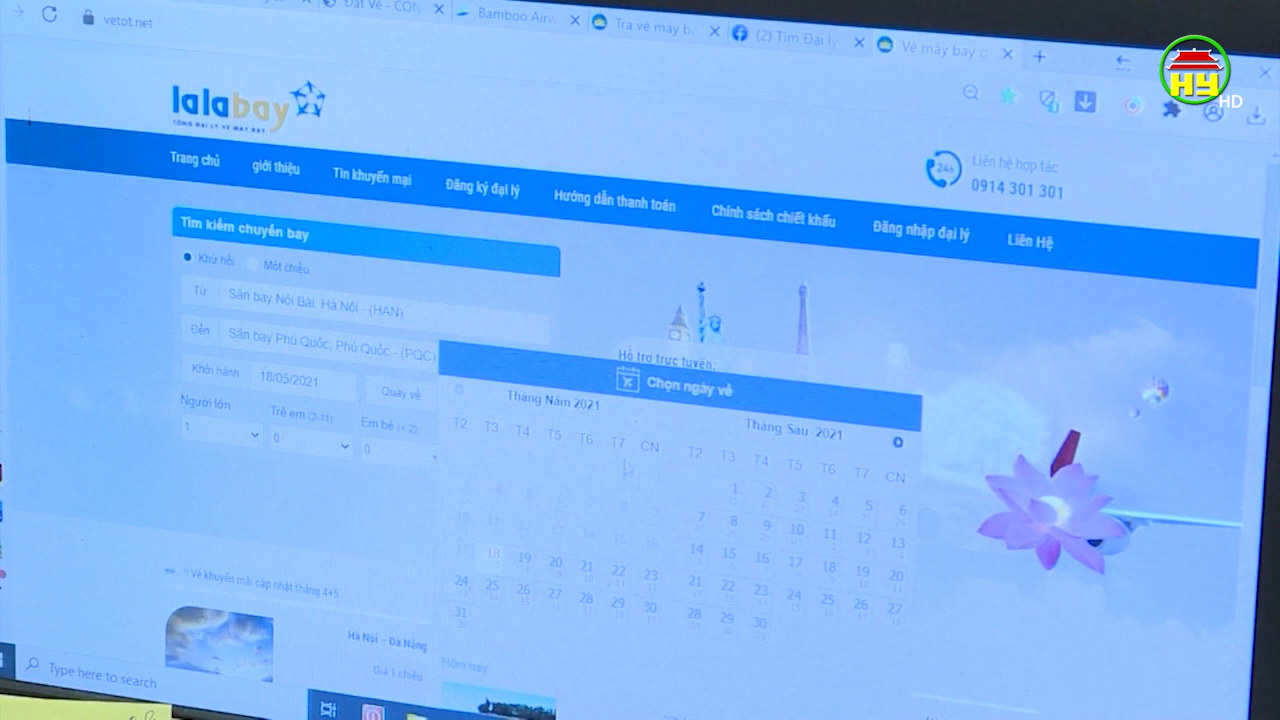 Đặt Vé - CON
Bamboo Airw
Tra vé máy b
(2) Tìm Đại lý
Vé máy bay g
vetot.net
HY
HD
lalabay
TỔNG ĐẠI LÝ VÉ MÁY BAY
24h
Liên hệ hợp tác
0914 301 301
Trang chủ
giới thiệu
Tin khuyến mại
Đăng ký đại lý
Hướng dẫn thanh toán
Chính sách chiết khấu
Đăng nhập đại lý
Liên Hệ
Tìm kiếm chuyến bay
Khứ hồi
Một chiều
Từ
Sân bay Nội Bài, Hà Nội - (HAN)
Đến
Sân bay Phú Quốc, Phú Quốc - (PQC)
Khởi hành
18/05/2021
Quay về
Người lớn
Trẻ em (2-11)
Em bé (< 2)
1
0
0
Hỗ trợ trực tuyến:
Chọn ngày về
Tháng Năm 2021
T2 T3 T4 T5 T6 T7 CN
18 19 20 21 22 23
24 25 26 27 28 29 30
31
Tháng Sáu 2021
T2 T3 T4 T5 T6 T7 CN
1 2 3 4 5 6
7 8 9 10 11 12 13
14 15 16 17 18 19 20
21 22 23 24 25 26 27
28 29 30
Vé khuyến mãi cập nhật tháng 4+5
Hà Nội - Đà Nẵng
Giá 1 chiều
Hôm nay
Type here to search